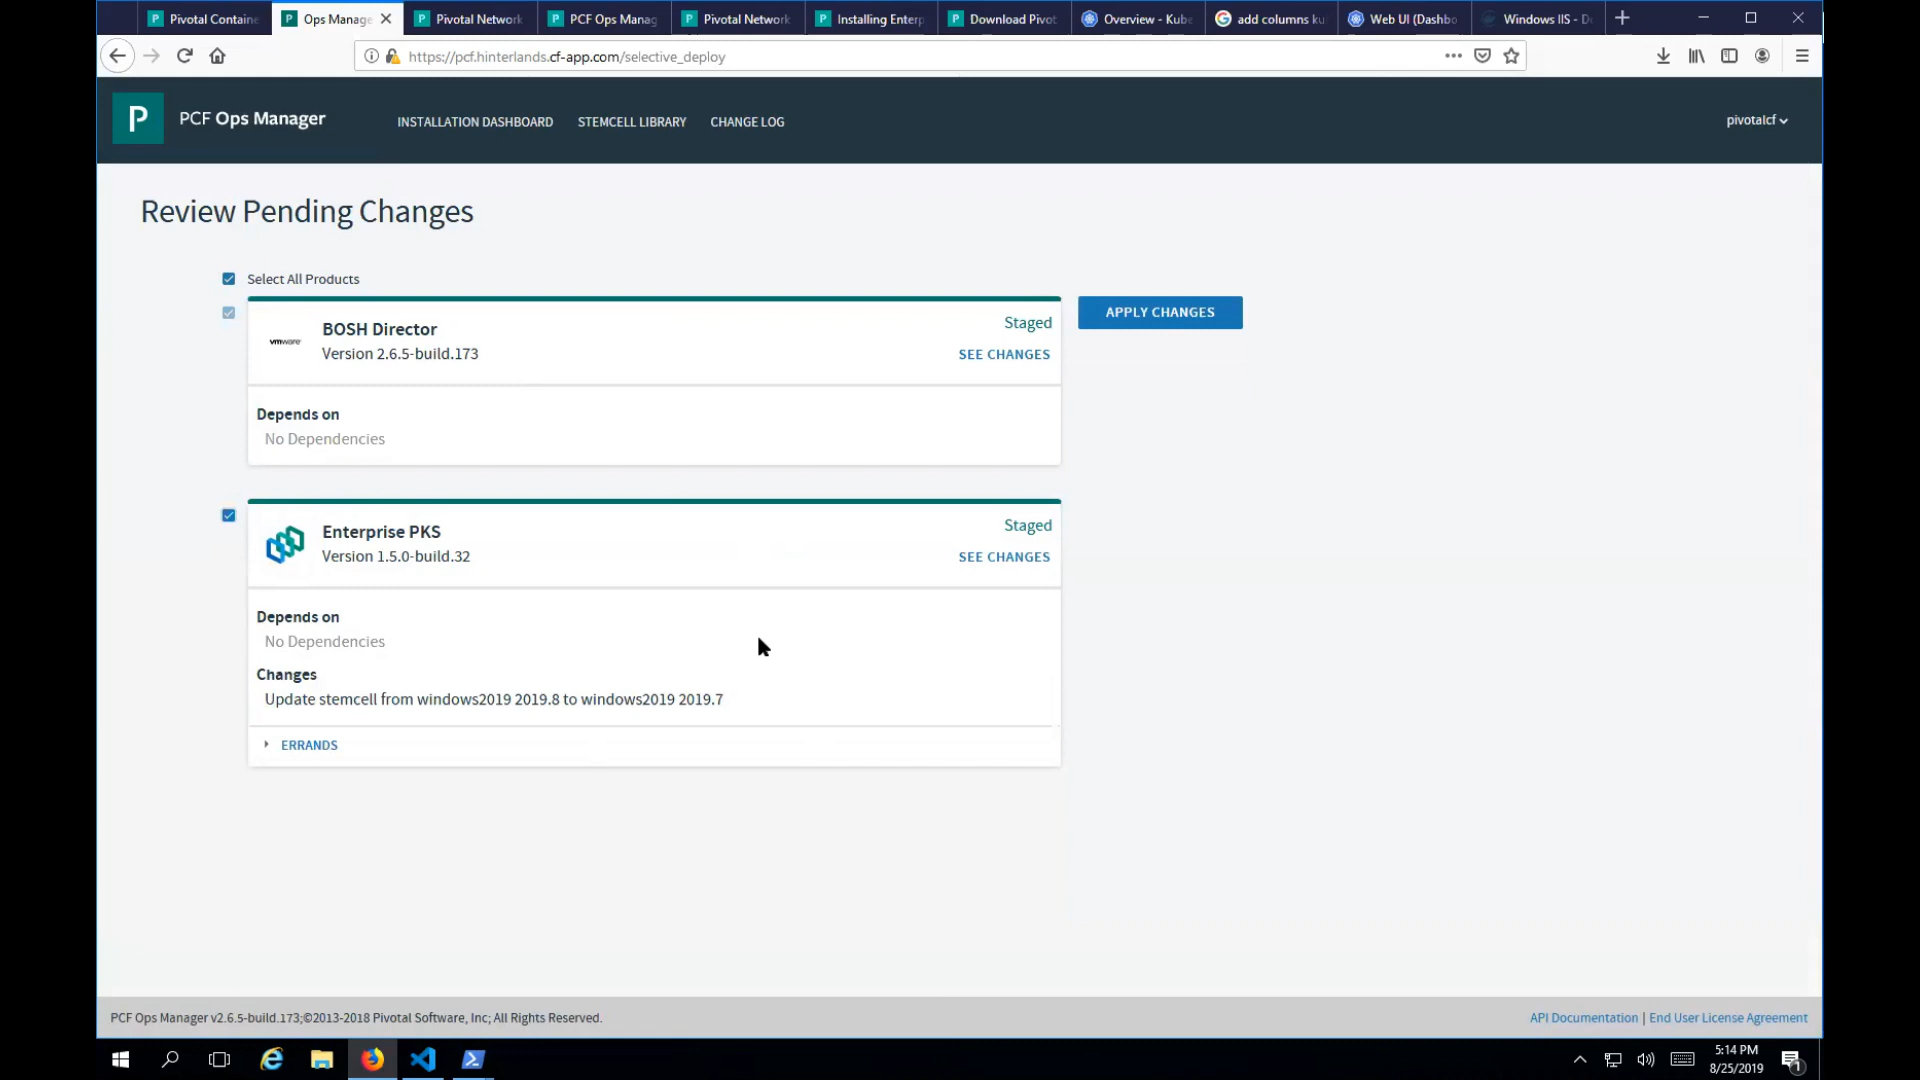 Pivotal Containe
Ops Manage
Pivotal Network
PCF Ops Manag
Pivotal Network
Installing Enterp
Download Pivot
Overview - Kube
add columns ku
Web UI (Dashbo
Windows IIS - Do
https://pcf.hinterlands.cf-app.com/selective_deploy
P
PCF Ops Manager
INSTALLATION DASHBOARD
STEMCELL LIBRARY
CHANGE LOG
pivotalcf
Review Pending Changes
Select All Products
vmware
BOSH Director
Version 2.6.5-build.173
Staged
SEE CHANGES
APPLY CHANGES
Depends on
No Dependencies
Enterprise PKS
Version 1.5.0-build.32
Staged
SEE CHANGES
Depends on
No Dependencies
Changes
Update stemcell from windows2019 2019.8 to windows2019 2019.7
ERRANDS
PCF Ops Manager v2.6.5-build.173;©2013-2018 Pivotal Software, Inc; All Rights Reserved.
API Documentation | End User License Agreement
5:14 PM
8/25/2019
1